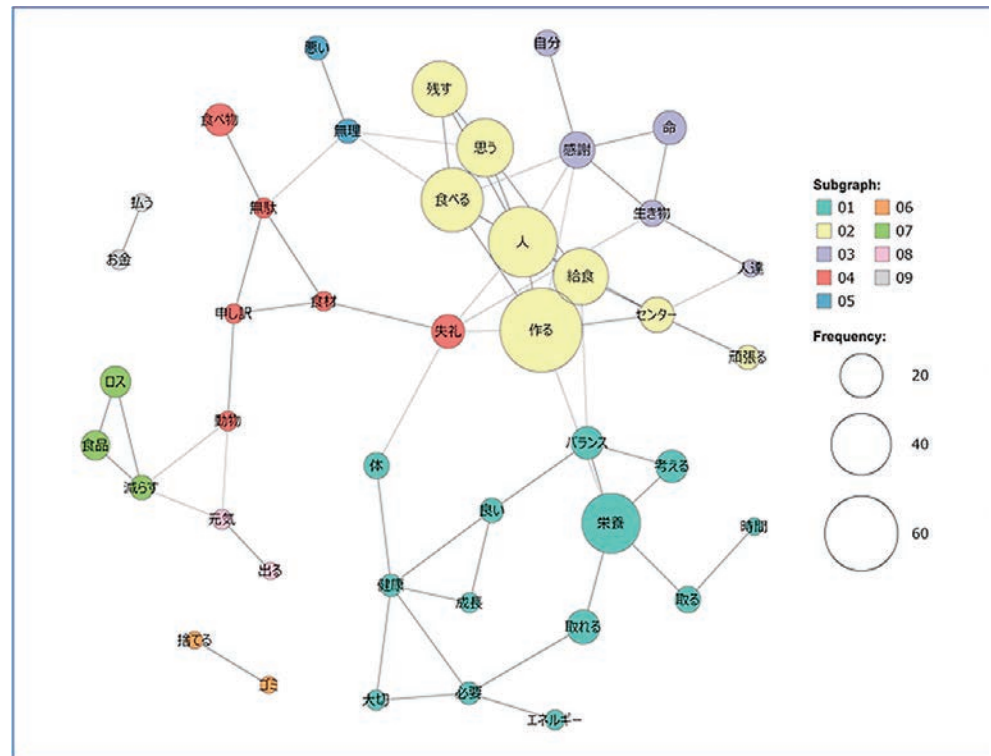 自分
悪い
残す
食べ物
命
無理
思う
感謝
払う
無駄
食べる
生き物
人
お金
人達
給食
食材
申し訳
センター
失礼
作る
頑張る
ロス
動物
食品
バランス
体
考える
減らす
良い
元気
栄養
時間
出る
健康
成長
取る
取れる
捨てる
ゴミ
大切
必要
エネルギー
Subgraph:
01 06
02 07
03 08
04 09
05
Frequency:
20
40
60